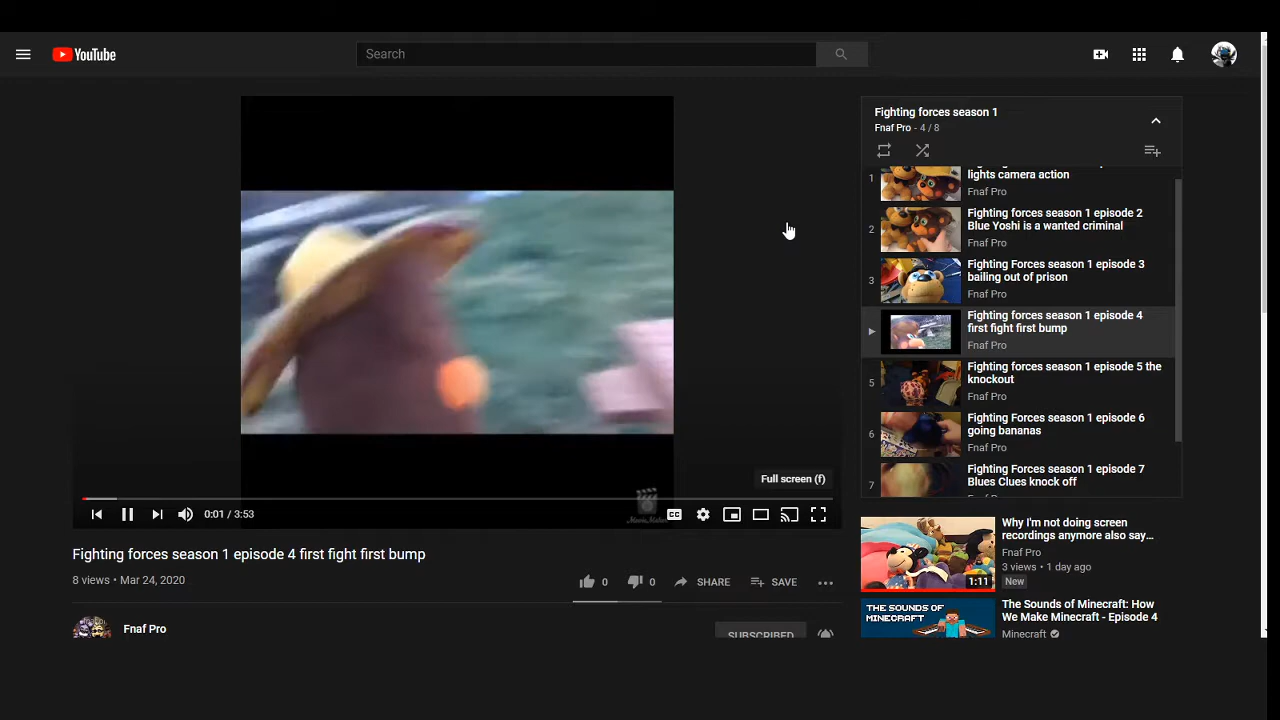 YouTube
Search
Fighting forces season 1
Fnaf Pro - 4 / 8
1
lights camera action
Fnaf Pro
2
Fighting forces season 1 episode 2
Blue Yoshi is a wanted criminal
Fnaf Pro
3
Fighting Forces season 1 episode 3
bailing out of prison
Fnaf Pro
Fighting forces season 1 episode 4
first fight first bump
Fnaf Pro
5
Fighting forces season 1 episode 5 the
knockout
Fnaf Pro
6
Fighting Forces season 1 episode 6
going bananas
Fnaf Pro
7
Fighting Forces season 1 episode 7
Blues Clues knock off
Full screen (f)
0:01 / 3:53
CC
Fighting forces season 1 episode 4 first fight first bump
8 views • Mar 24, 2020
0
0
SHARE
SAVE
Fnaf Pro
SUBSCRIBED
Why I'm not doing screen
recordings anymore also say...
Fnaf Pro
3 views • 1 day ago
New
1:11
THE SOUNDS OF
MINECRAFT
The Sounds of Minecraft: How
We Make Minecraft - Episode 4
Minecraft